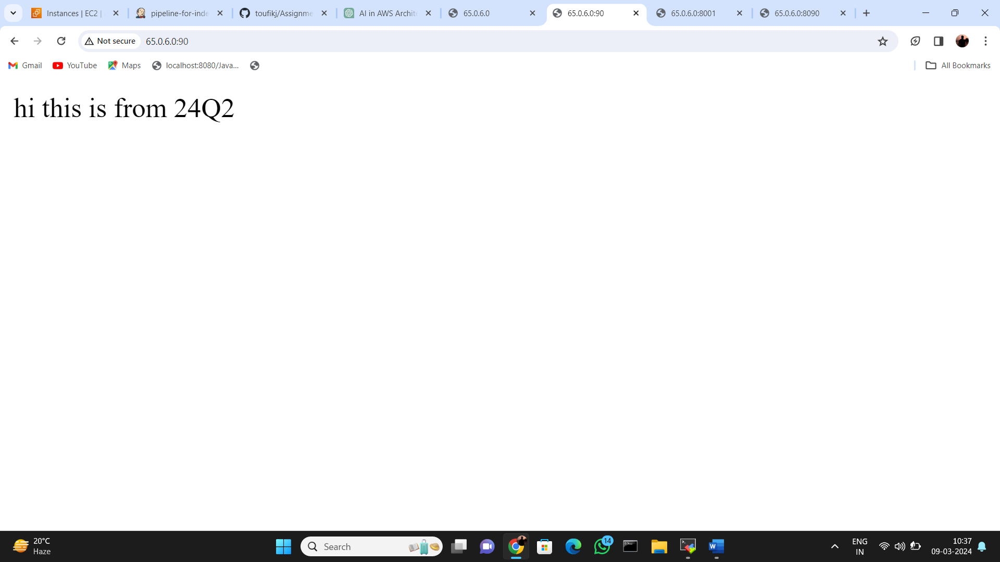 Instances | EC2 |
pipeline-for-inde
toufikj/Assignme
AI in AWS Archite
65.0.6.0
65.0.6.0:90
65.0.6.0:8001
65.0.6.0:8090
Not secure
65.0.6.0:90
Gmail
YouTube
Maps
localhost:8080/Java...
All Bookmarks
hi this is from 24Q2
20°C
Haze
Search
14
ENG
IN
10:37
09-03-2024